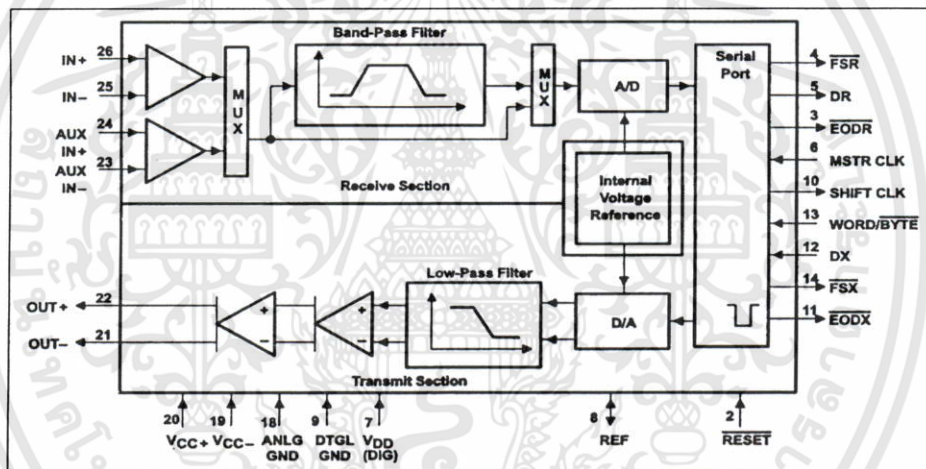 Band-Pass Filter
Serial Port
IN+ 26
IN– 25
AUX IN+ 24
AUX IN– 23
MUX
MUX
A/D
Receive Section
Internal Voltage Reference
4 FSR
5 DR
3 EODR
6 MSTR CLK
10 SHIFT CLK
13 WORD/BYTE
12 DX
14 FSX
11 EODX
Low-Pass Filter
OUT+ 22
OUT– 21
+
–
+
–
D/A
Transmit Section
20 VCC+
19 VCC–
18 ANLG GND
9 DTGL GND
7 VDD (DIG)
8 REF
2 RESET